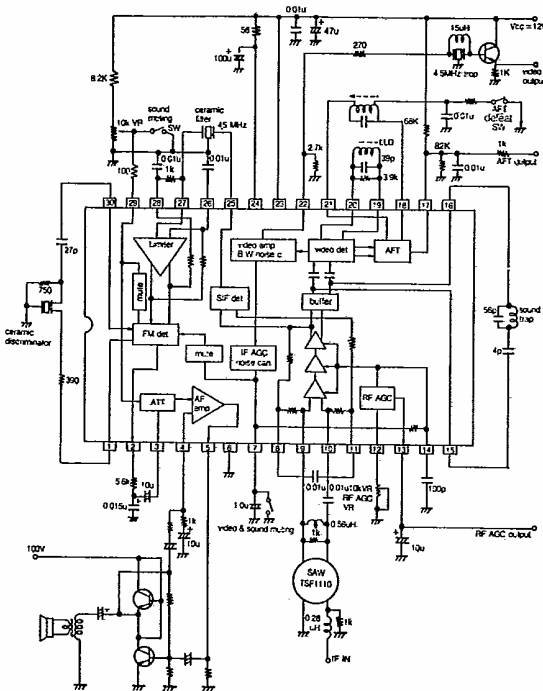 0.01u
47u
56
100u
15uH
270
4.5MHz trap
Vcc = 12V
video output
1K
8.2K
10k VR
sound muting
SW
ceramic filter
4.5 MHz
0.01u
1k
0.01u
100
68K
0.01u
AFT defeat SW
39p
3.9k
2.7k
82K
0.01u
1k
AFT output
30
29
28
27
26
25
24
23
22
21
20
19
18
17
16
27p
750
ceramic discriminator
390
Limiter
mute
FM det
mute
ATT
AF amp
video amp
B W noise c
SIF det
IF AGC
noise can
video det
AFT
buffer
RF AGC
56p
sound trap
4p
1
2
3
4
5
6
7
8
9
10
11
12
13
14
15
5.6k
10u
0.015u
1k
10u
1.0u
video & sound muting
0.01u
0.01u
10kVR
RF AGC
VR
100p
10u
RF AGC output
1k
0.56uH
SAW
TSF1110
0.28
uH
1k
IF IN
100V